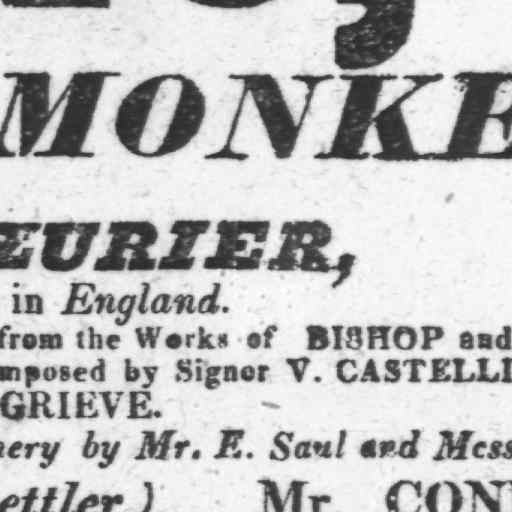 MONKE
EURIER,
in England.
from the Works of BISHOP and
mposed by Signor V. CASTELLI
GRIEVE.
nery by Mr. E. Saul and Mess
ettler.) Mr. CON